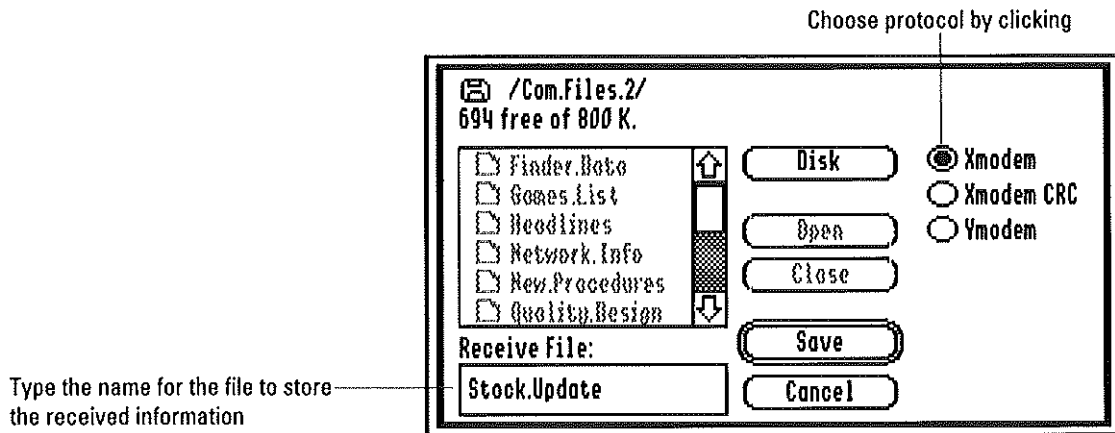 Choose protocol by clicking
/Com.Files.2/
694 free of 800 K.
Finder.Data
Games.List
Headlines
Network.Info
New.Procedures
Quality.Design
Disk
Open
Close
Save
Cancel
Xmodem
Xmodem CRC
Ymodem
Receive File:
Stock.Update
Type the name for the file to store
the received information